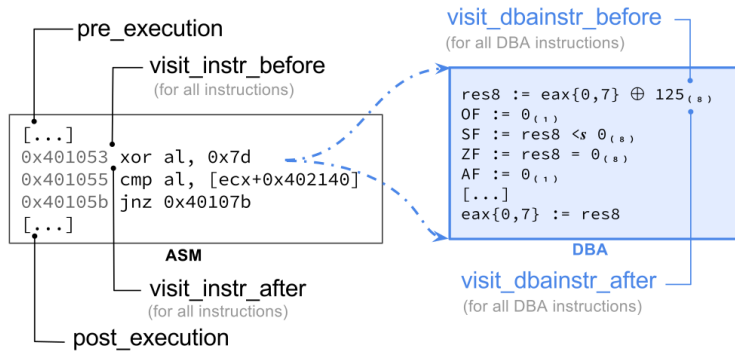 pre_execution
visit_instr_before
(for all instructions)
[...]
0x401053 xor al, 0x7d
0x401055 cmp al, [ecx+0x402140]
0x40105b jnz 0x40107b
[...]
ASM
visit_instr_after
(for all instructions)
post_execution
visit_dbainstr_before
(for all DBA instructions)
res8 := eax{0,7} ⊕ 125₍₈₎
OF := 0₍₁₎
SF := res8 <s 0₍₈₎
ZF := res8 = 0₍₈₎
AF := 0₍₁₎
[...]
eax{0,7} := res8
DBA
visit_dbainstr_after
(for all DBA instructions)